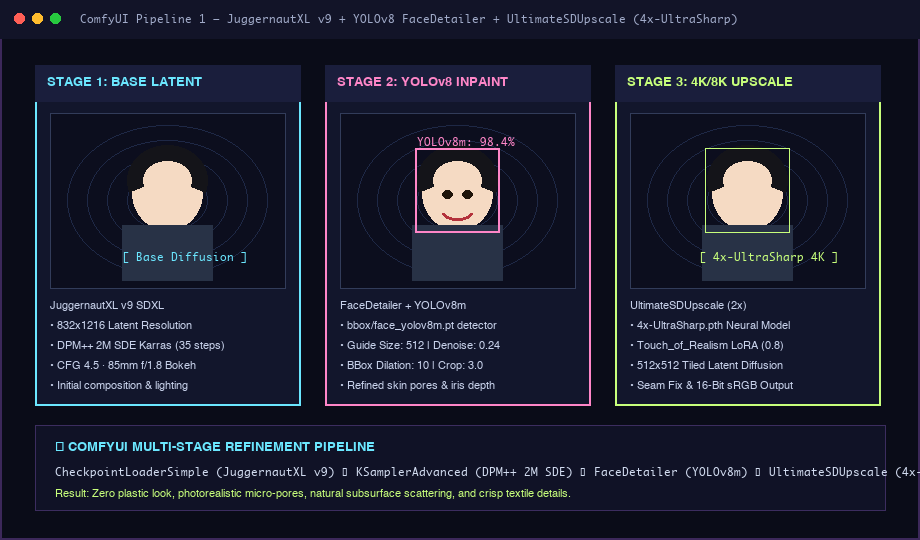 ComfyUI Pipeline 1 — JuggernautXL v9 + YOLOv8 FaceDetailer + UltimateSDUpscale (4x-UltraSharp)
STAGE 1: BASE LATENT
[ Base Diffusion ]
JuggernautXL v9 SDXL
• 832x1216 Latent Resolution
• DPM++ 2M SDE Karras (35 steps)
• CFG 4.5 · 85mm f/1.8 Bokeh
• Initial composition & lighting
STAGE 2: YOLOv8 INPAINT
YOLOv8m: 98.4%
FaceDetailer + YOLOv8m
• bbox/face_yolov8m.pt detector
• Guide Size: 512 | Denoise: 0.24
• BBox Dilation: 10 | Crop: 3.0
• Refined skin pores & iris depth
STAGE 3: 4K/8K UPSCALE
[ 4x-UltraSharp 4K ]
UltimateSDUpscale (2x)
• 4x-UltraSharp.pth Neural Model
• Touch_of_Realism LoRA (0.8)
• 512x512 Tiled Latent Diffusion
• Seam Fix & 16-Bit sRGB Output
COMFYUI MULTI-STAGE REFINEMENT PIPELINE
CheckpointLoaderSimple (JuggernautXL v9) KSamplerAdvanced (DPM++ 2M SDE) FaceDetailer (YOLOv8m) UltimateSDUpscale (4x-
Result: Zero plastic look, photorealistic micro-pores, natural subsurface scattering, and crisp textile details.